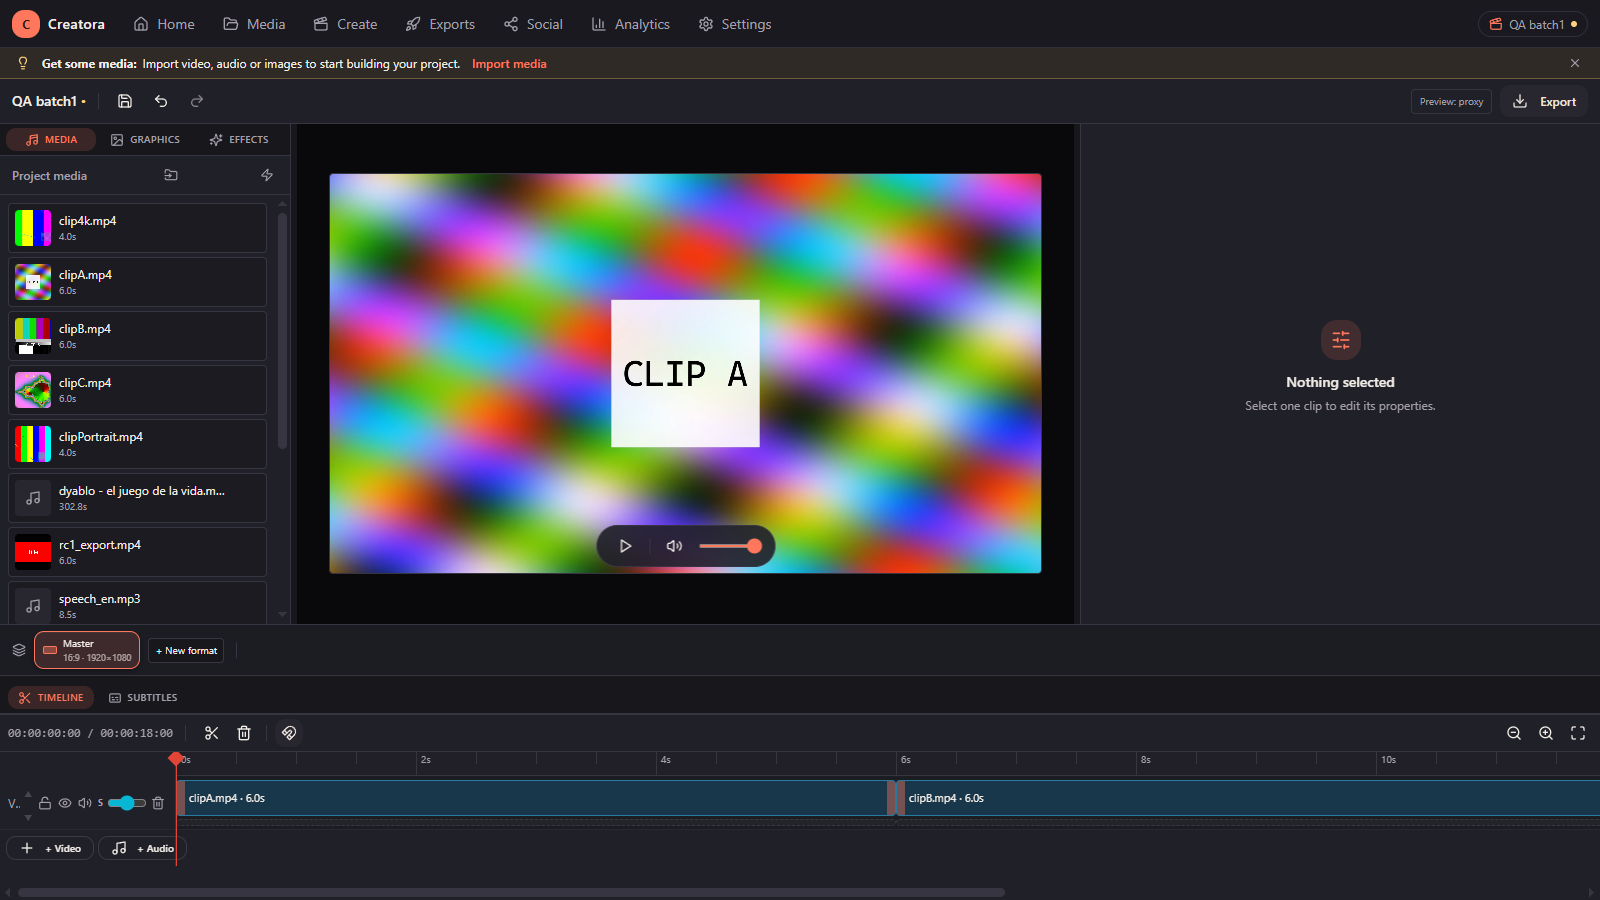 C Creatora Home Media Create Exports Social Analytics Settings QA batch1
Get some media: Import video, audio or images to start building your project. Import media
QA batch1 Preview: proxy Export
MEDIA GRAPHICS EFFECTS
Project media
clip4k.mp4
4.0s
clipA.mp4
6.0s
clipB.mp4
6.0s
clipC.mp4
6.0s
clipPortrait.mp4
4.0s
dyablo - el juego de la vida.m...
302.8s
rc1_export.mp4
6.0s
speech_en.mp3
8.5s
CLIP A
Nothing selected
Select one clip to edit its properties.
Master
16:9 · 1920×1080
+ New format
TIMELINE SUBTITLES
00:00:00:00 / 00:00:18:00
0s 2s 4s 6s 8s 10s
V.. S clipA.mp4 · 6.0s clipB.mp4 · 6.0s
+ Video + Audio